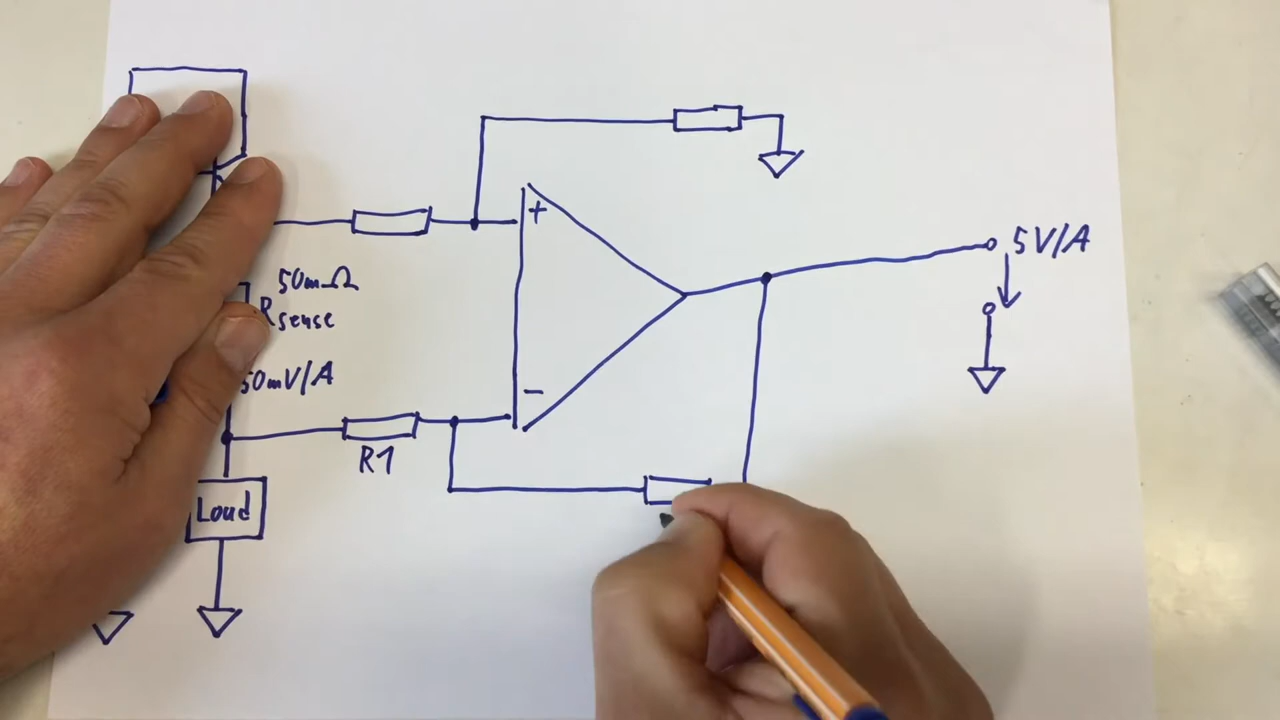 +
5V/A
50mΩ
Rsense
50mV/A
−
R1
Load